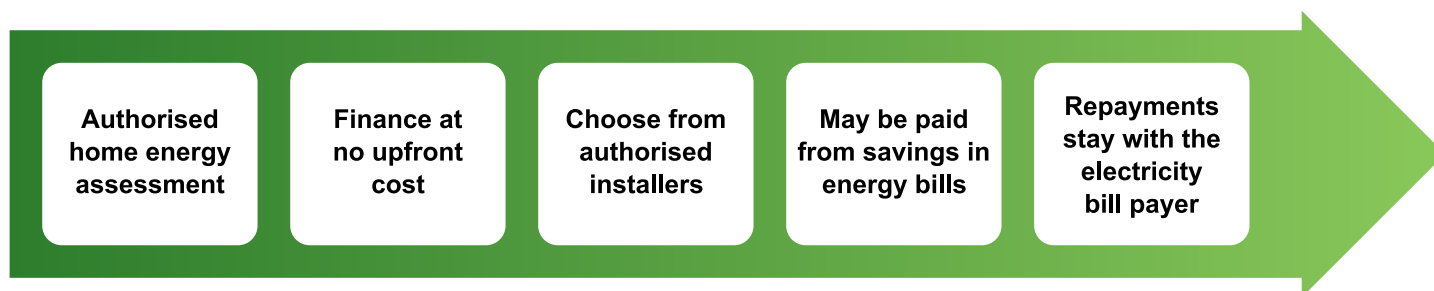 Authorised
home energy
assessment
Finance at
no upfront
cost
Choose from
authorised
installers
May be paid
from savings in
energy bills
Repayments
stay with the
electricity
bill payer